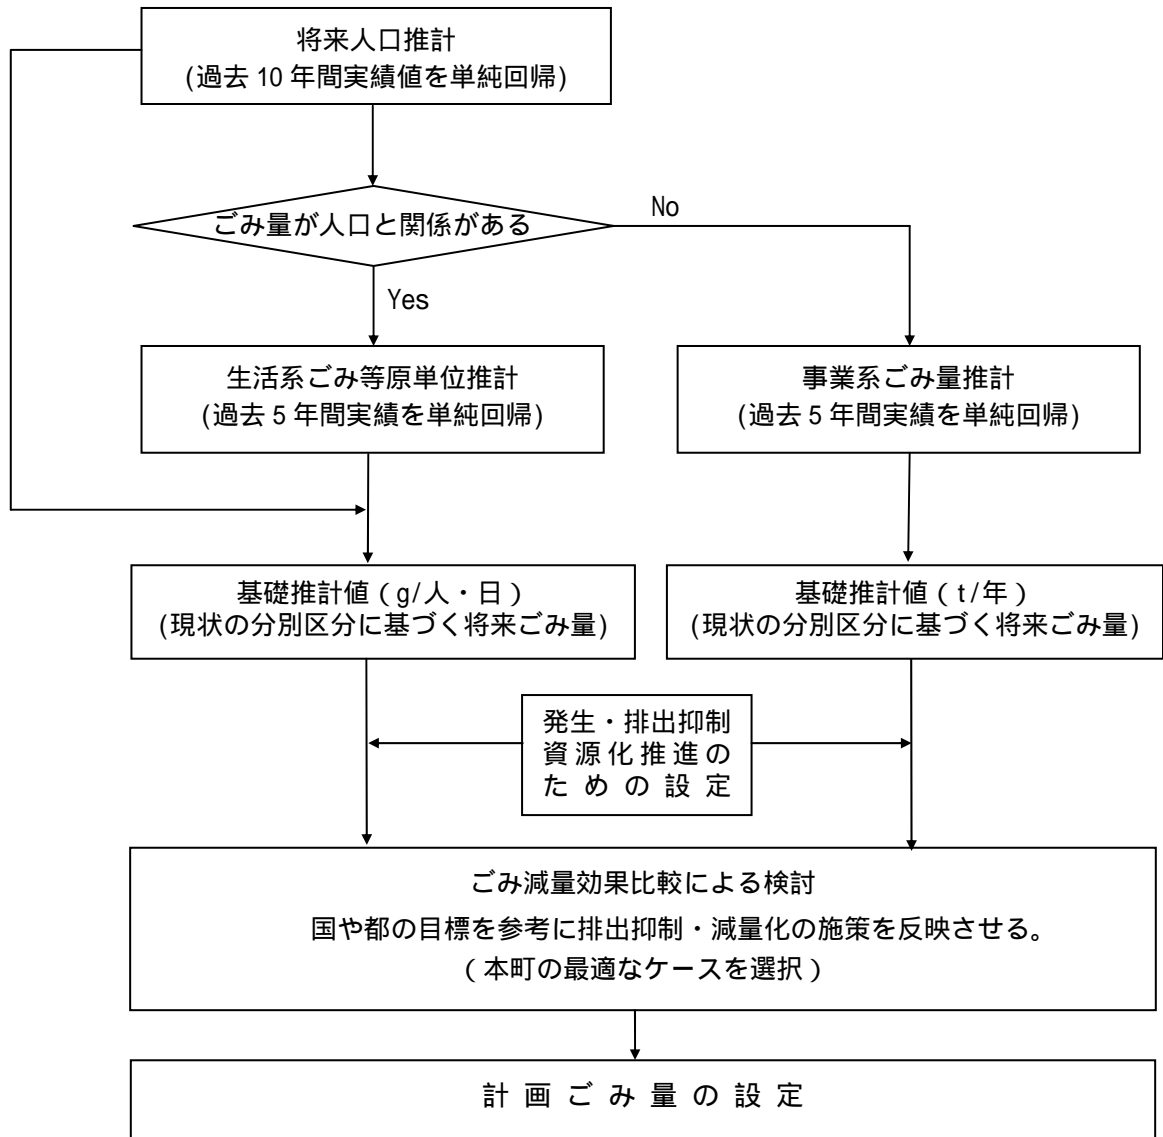 将来人口推計
(過去 10 年間実績値を単純回帰)
ごみ量が人口と関係がある
No
Yes
生活系ごみ等原単位推計
(過去 5 年間実績を単純回帰)
事業系ごみ量推計
(過去 5 年間実績を単純回帰)
基礎推計値(g/人・日)
(現状の分別区分に基づく将来ごみ量)
基礎推計値(t/年)
(現状の分別区分に基づく将来ごみ量)
発生・排出抑制
資源化推進の
ための設定
ごみ減量効果比較による検討
国や都の目標を参考に排出抑制・減量化の施策を反映させる。
(本町の最適なケースを選択)
計画ごみ量の設定